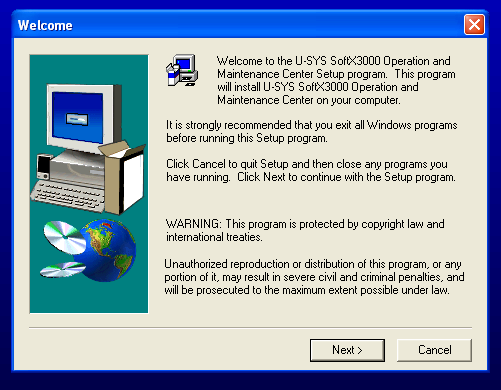 Welcome
Welcome to the U-SYS SoftX3000 Operation and
Maintenance Center Setup program. This program
will install U-SYS SoftX3000 Operation and
Maintenance Center on your computer.
It is strongly recommended that you exit all Windows programs
before running this Setup program.
Click Cancel to quit Setup and then close any programs you
have running. Click Next to continue with the Setup program.
WARNING: This program is protected by copyright law and
international treaties.
Unauthorized reproduction or distribution of this program, or any
portion of it, may result in severe civil and criminal penalties, and
will be prosecuted to the maximum extent possible under law.
Next >
Cancel